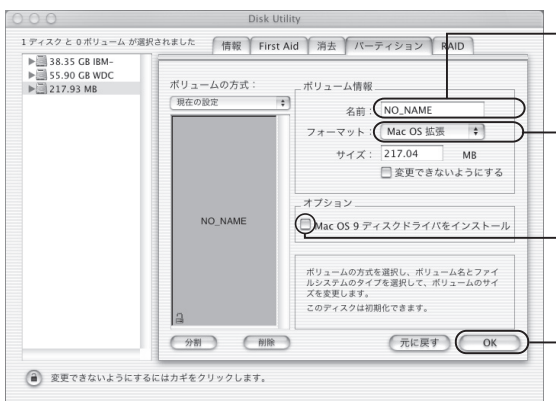 Disk Utility
1 ディスク と 0 ボリューム が選択されました
情報 First Aid 消去 パーティション RAID
38.35 GB IBM-
55.90 GB WDC
217.93 MB
ボリュームの方式：
現在の設定
NO_NAME
分割 削除
ボリューム情報
名前： NO_NAME
フォーマット： Mac OS 拡張
サイズ： 217.04 MB
変更できないようにする
オプション
Mac OS 9 ディスクドライバをインストール
ボリュームの方式を選択し、ボリューム名とファイ
ルシステムのタイプを選択して、ボリュームのサイ
ズを変更します。
このディスクは初期化できます。
元に戻す OK
変更できないようにするにはカギをクリックします。